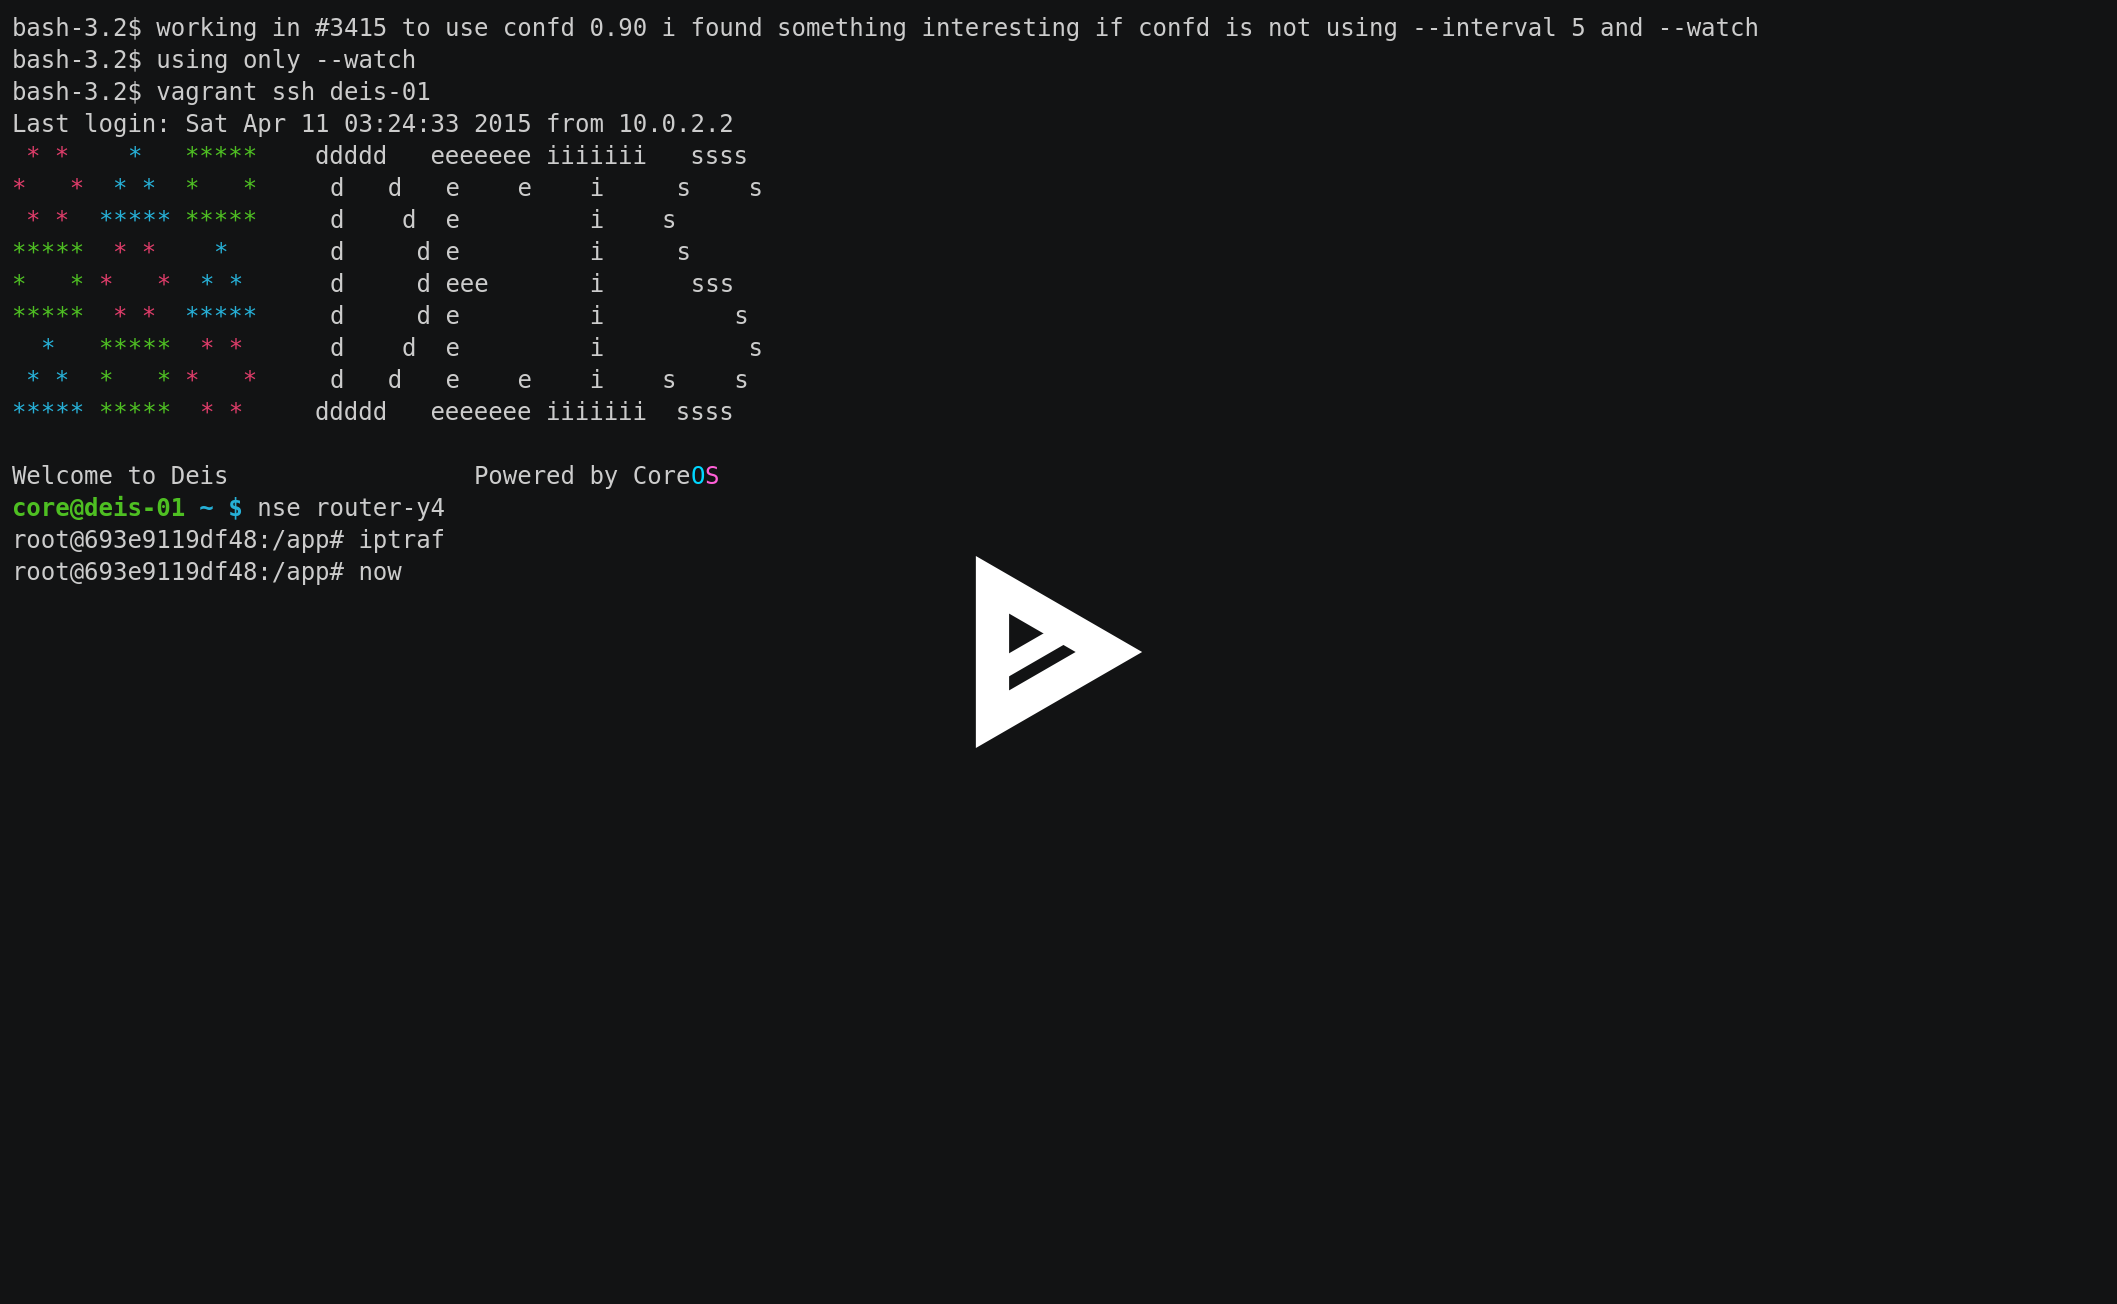 bash-3.2$ working in #3415 to use confd 0.90 i found something interesting if confd is not using --interval 5 and --watch
bash-3.2$ using only --watch
bash-3.2$ vagrant ssh deis-01
Last login: Sat Apr 11 03:24:33 2015 from 10.0.2.2
 * *    *   *****    ddddd   eeeeeee iiiiiii   ssss
*   *  * *  *   *     d   d   e    e    i     s    s
 * *  ***** *****     d    d  e         i    s
*****  * *    *       d     d e         i     s
*   * *   *  * *      d     d eee       i      sss
*****  * *  *****     d     d e         i         s
  *   *****  * *      d    d  e         i          s
 * *  *   * *   *     d   d   e    e    i    s    s
***** *****  * *     ddddd   eeeeeee iiiiiii  ssss
Welcome to Deis                 Powered by CoreOS
core@deis-01 ~ $ nse router-y4
root@693e9119df48:/app# iptraf
root@693e9119df48:/app# now